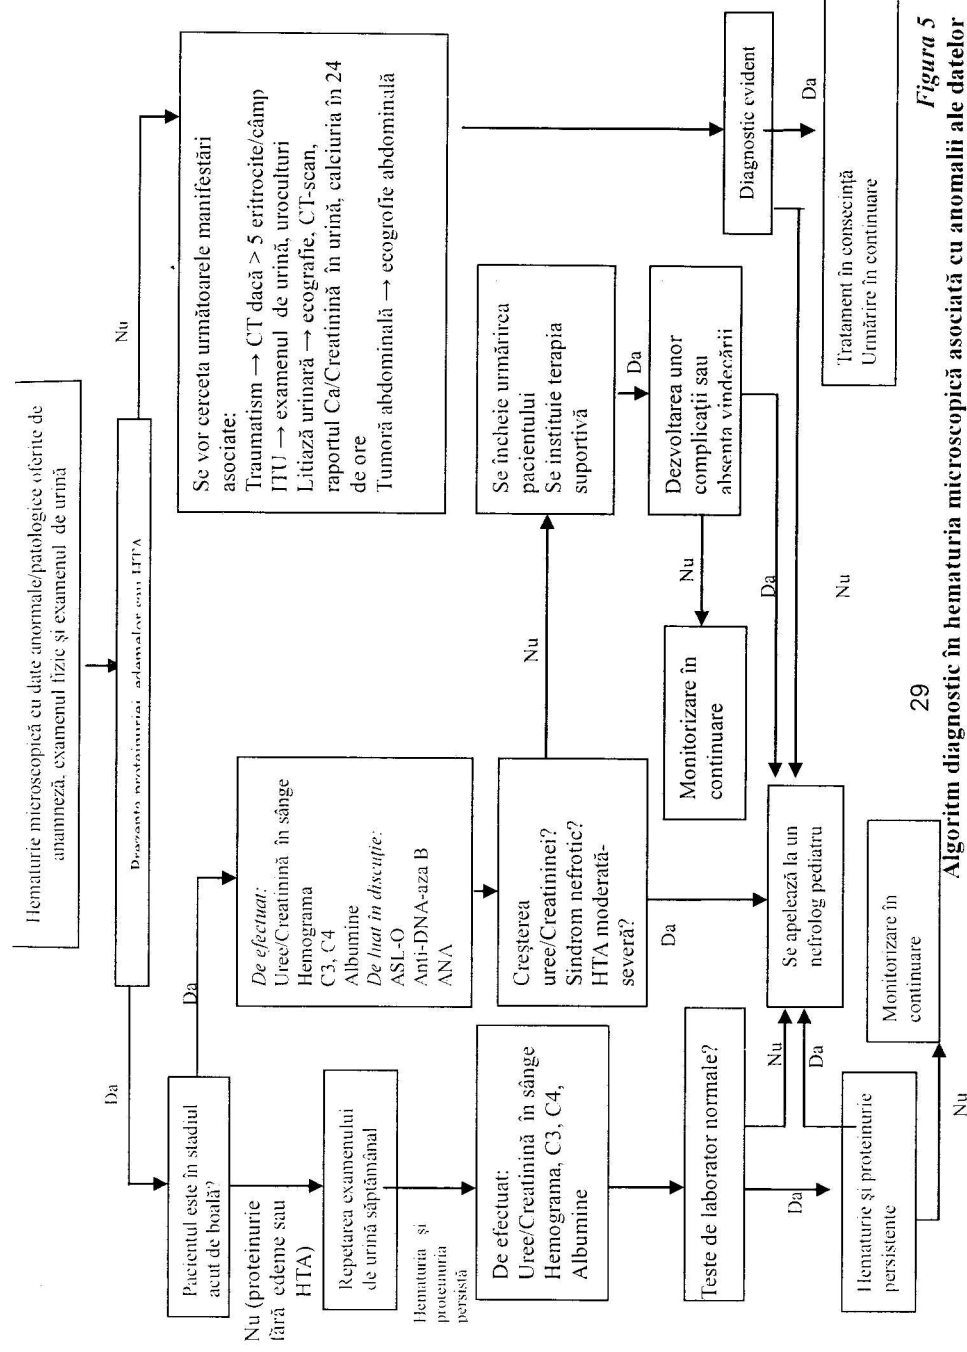 Hematurie microscopică cu date anormale/patologice oferite de
anamneză, examenul fizic și examenul de urină
Prezența proteinuriei, edemelor sau HTA
Da
Nu
Pacientul este în stadiul
acut de boală?
Da
Nu (proteinurie
fără edeme sau
HTA)
Repetarea examenului
de urină săptămânal
Hematuria și
proteinuria
persistă
De efectuat:
Uree/Creatinină în sânge
Hemograma, C3, C4,
Albumine
Teste de laborator normale?
Nu
Da
Hematurie și proteinurie
persistente
Da
Nu
Monitorizare în
continuare
De efectuat:
Uree/Creatinină în sânge
Hemograma
C3, C4
Albumine
De luat în discuție:
ASL-O
Anti-DNA-aza B
ANA
Creșterea
uree/Creatininei?
Sindrom nefrotic?
HTA moderată-
severă?
Da
Nu
Se apelează la un
nefrolog pediatru
Se încheie urmărirea
pacientului
Se instituie terapia
suportivă
Da
Dezvoltarea unor
complicații sau
absența vindecării
Nu
Da
Monitorizare în
continuare
Se vor cerceta următoarele manifestări
asociate:
Traumatism → CT dacă > 5 eritrocite/câmp
ITU → examenul de urină, uroculturi
Litiază urinară → ecografie, CT-scan,
raportul Ca/Creatinină în urină, calciuria în 24
de ore
Tumoră abdominală → ecogrofie abdominală
Diagnostic evident
Da
Nu
Tratament în consecință
Urmărire în continuare
29
Figura 5
Algoritm diagnostic în hematuria microscopică asociată cu anomalii ale datelor